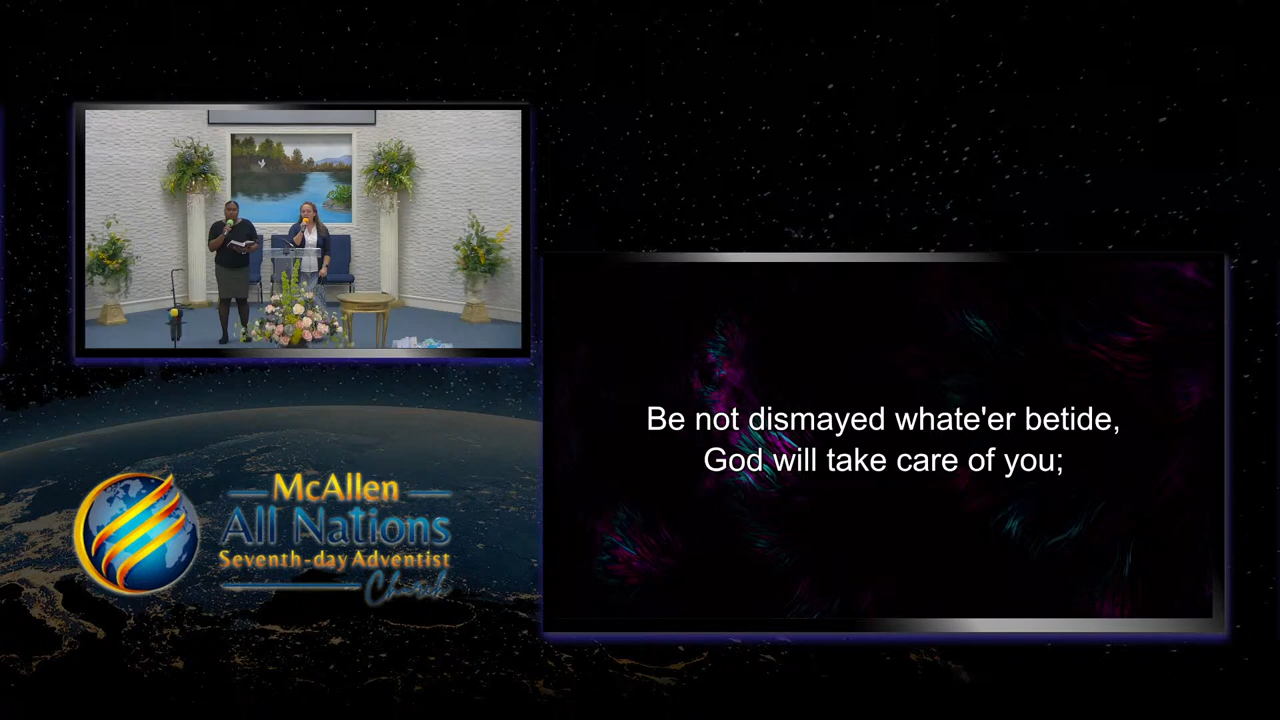 McAllen
All Nations
Seventh-day Adventist
Church
Be not dismayed whate'er betide,
God will take care of you;